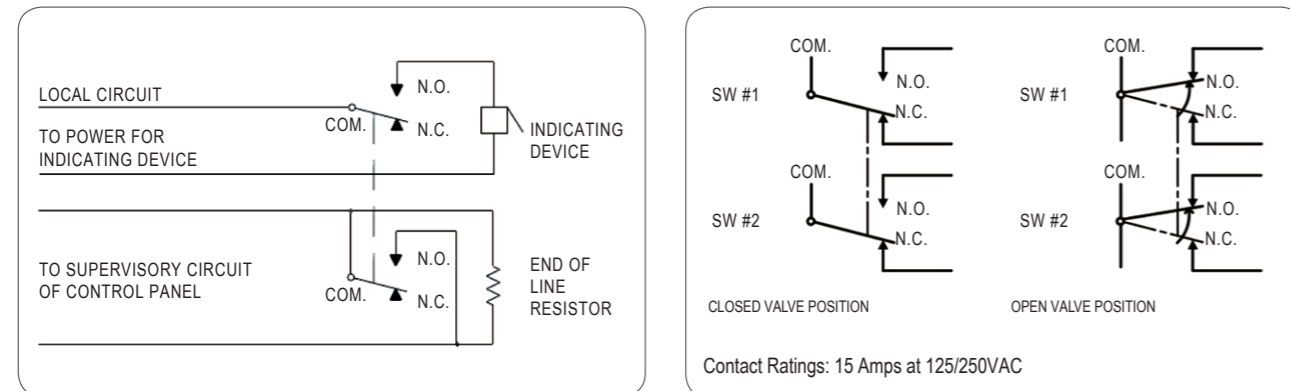 LOCAL CIRCUIT
TO POWER FOR
INDICATING DEVICE
COM.
N.O.
N.C.
INDICATING
DEVICE
TO SUPERVISORY CIRCUIT
OF CONTROL PANEL
COM.
N.O.
N.C.
END OF
LINE
RESISTOR
COM.
SW #1
N.O.
N.C.
COM.
SW #2
N.O.
N.C.
CLOSED VALVE POSITION
COM.
SW #1
N.O.
N.C.
COM.
SW #2
N.O.
N.C.
OPEN VALVE POSITION
Contact Ratings: 15 Amps at 125/250VAC